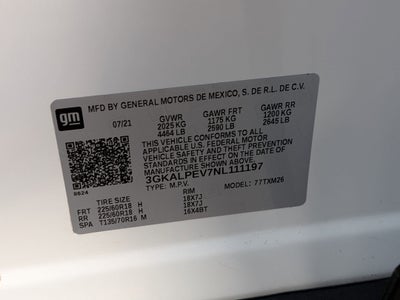 gm
MFD BY GENERAL MOTORS DE MEXICO, S. DE R.L. DE C.V.
07/21 GVWR GAWR FRT GAWR RR
2025 KG 1175 KG 1200 KG
4464 LB 2590 LB 2645 LB
THIS VEHICLE CONFORMS TO ALL APPLICABLE
U.S. FEDERAL MOTOR VEHICLE SAFETY AND
THEFT PREVENTION STANDARDS IN EFFECT ON
THE DATE OF MANUFACTURE SHOWN ABOVE.
3GKALPEV7NL111197
TYPE: M.P.V. MODEL: 77TXM26
8624
TIRE SIZE RIM
FRT 225/60R18 H 18X7J
RR 225/60R18 H 18X7J
SPA T135/70R16 M 16X4BT